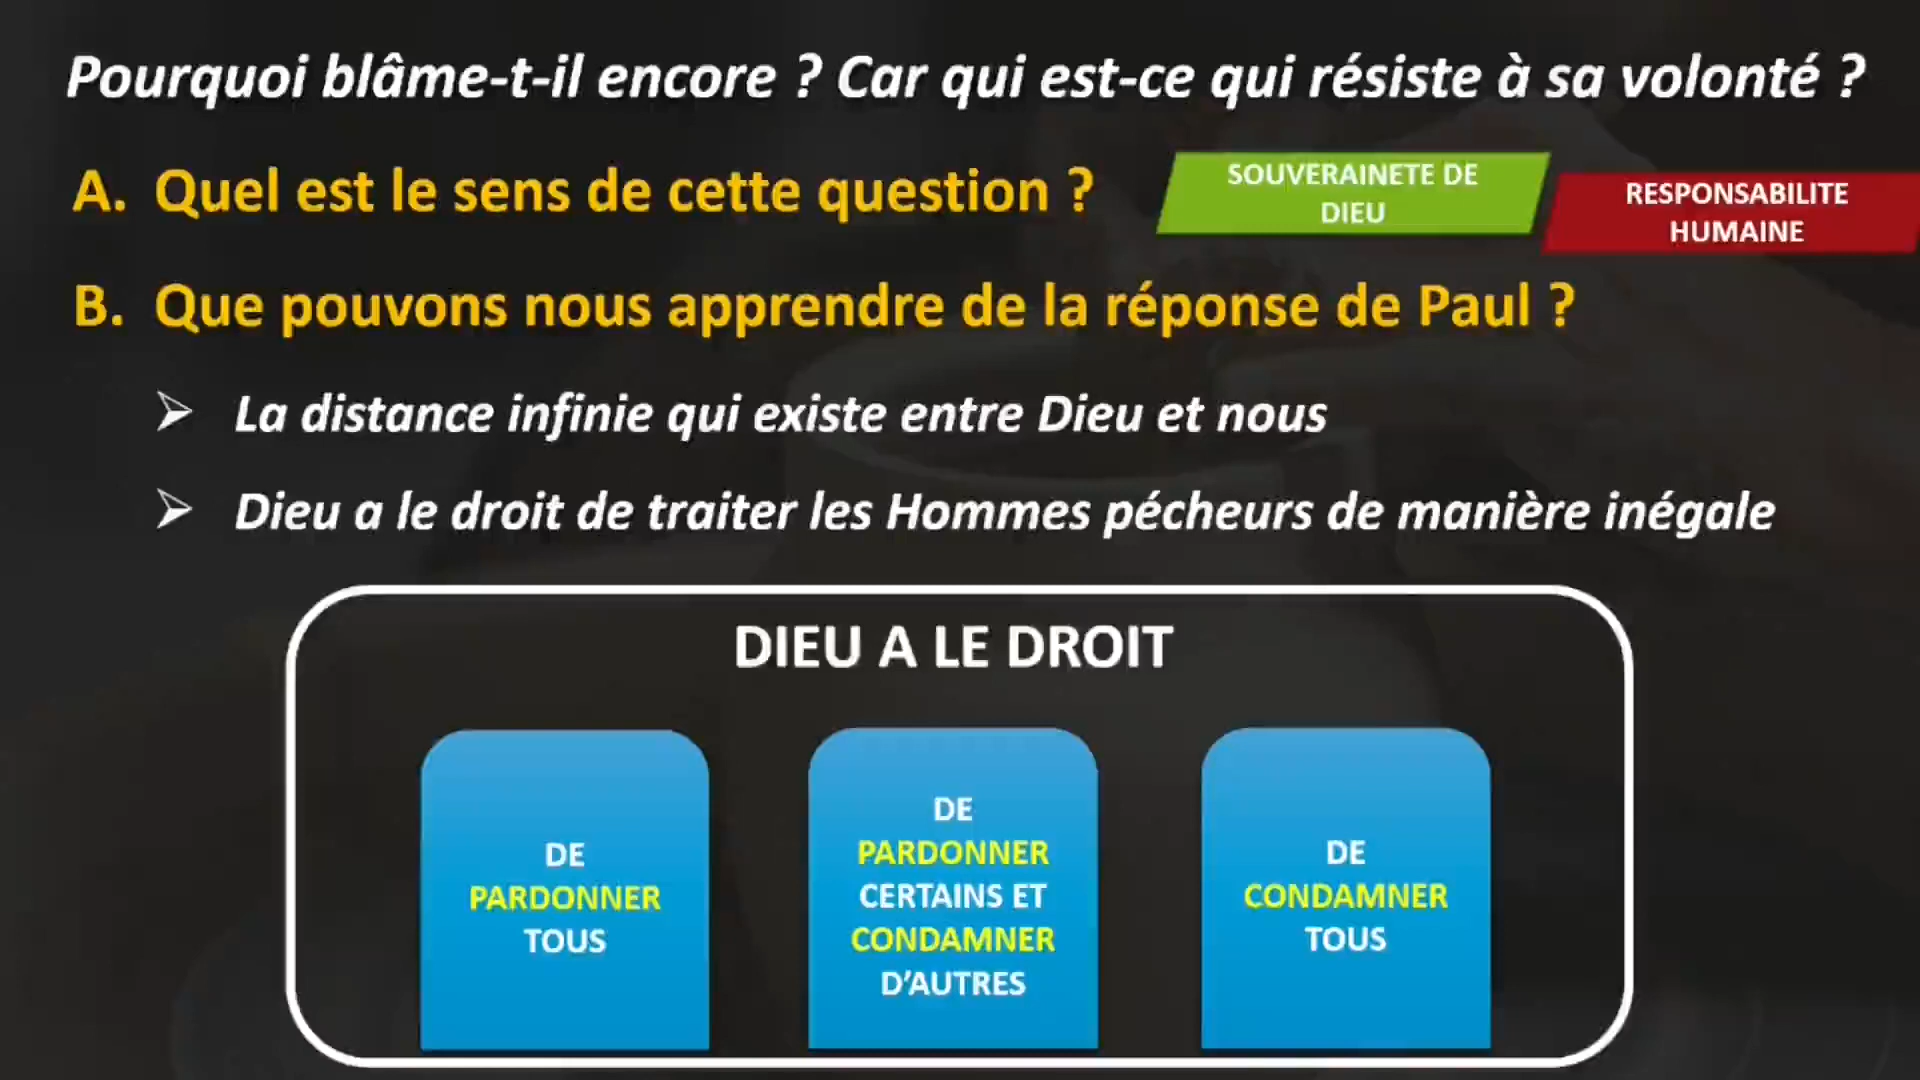 Pourquoi blâme-t-il encore ? Car qui est-ce qui résiste à sa volonté ?
A. Quel est le sens de cette question ?
SOUVERAINETE DE
DIEU
RESPONSABILITE
HUMAINE
B. Que pouvons nous apprendre de la réponse de Paul ?
➢ La distance infinie qui existe entre Dieu et nous
➢ Dieu a le droit de traiter les Hommes pécheurs de manière inégale
DIEU A LE DROIT
DE
PARDONNER
TOUS
DE
PARDONNER
CERTAINS ET
CONDAMNER
D'AUTRES
DE
CONDAMNER
TOUS